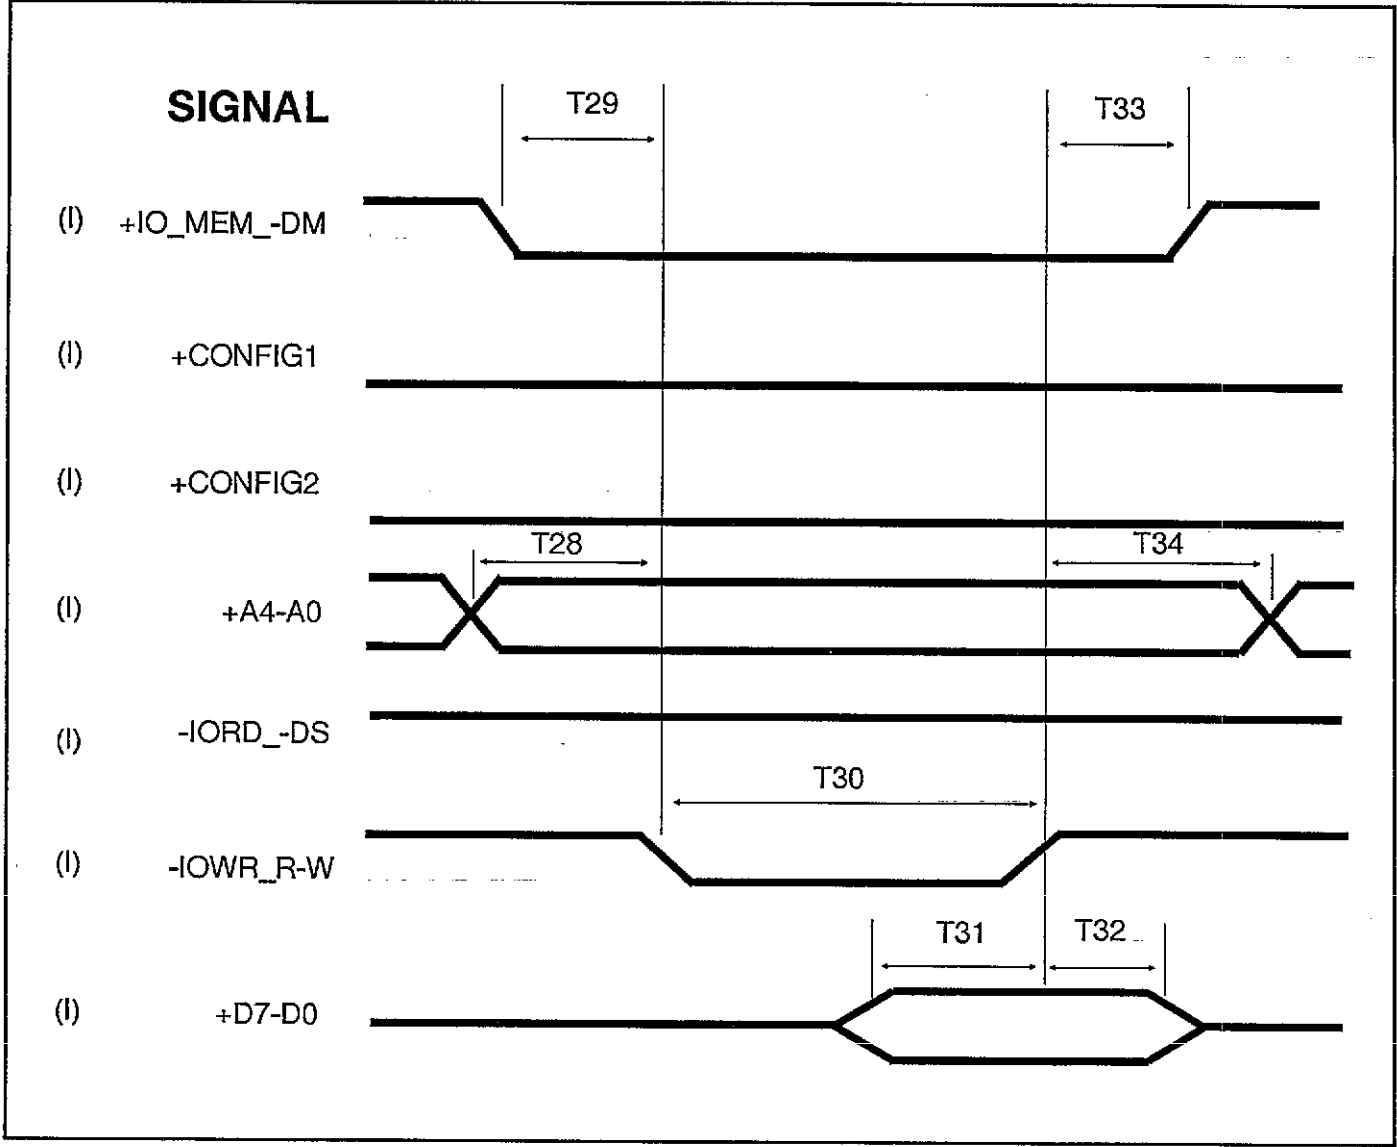 SIGNAL
T29
T33
(I) +IO_MEM_-DM
(I) +CONFIG1
(I) +CONFIG2
T28
T34
(I) +A4-A0
(I) -IORD_-DS
T30
(I) -IOWR_R-W
T31
T32
(I) +D7-D0